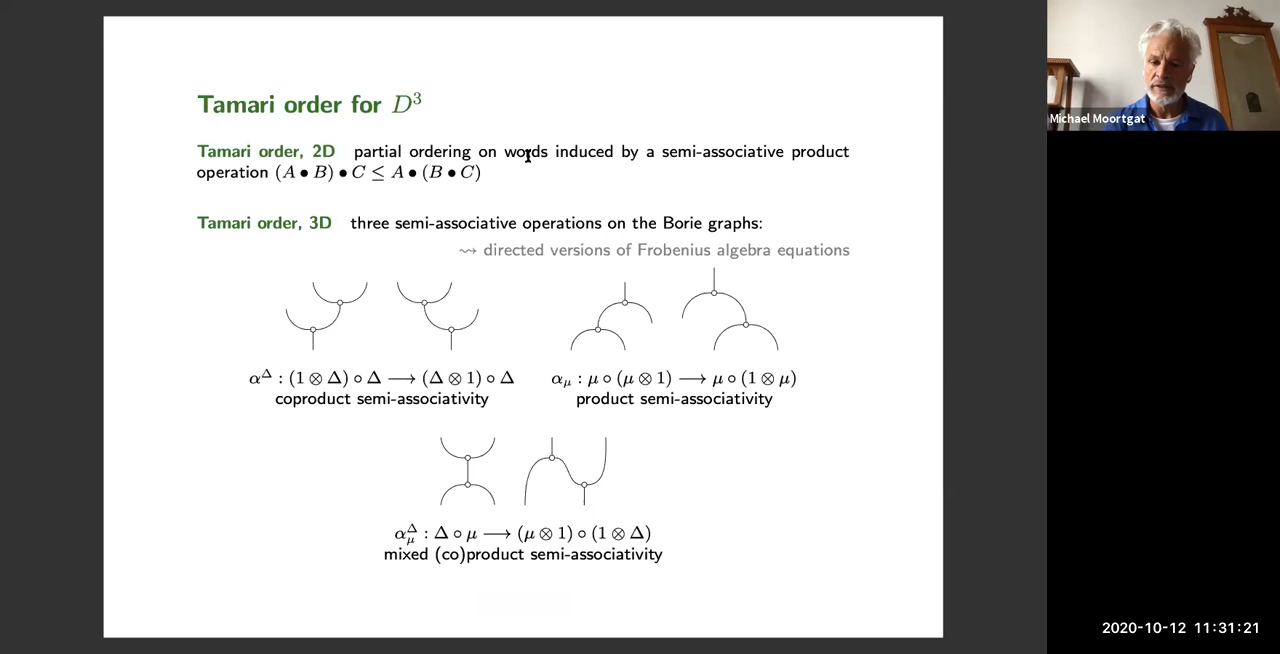 Tamari order for D³
Tamari order, 2D partial ordering on words induced by a semi-associative product
operation (A • B) • C ≤ A • (B • C)
Tamari order, 3D three semi-associative operations on the Borie graphs:
⇝ directed versions of Frobenius algebra equations
α^Δ : (1 ⊗ Δ) ∘ Δ ⟶ (Δ ⊗ 1) ∘ Δ
coproduct semi-associativity
α_μ : μ ∘ (μ ⊗ 1) ⟶ μ ∘ (1 ⊗ μ)
product semi-associativity
α_μ^Δ : Δ ∘ μ ⟶ (μ ⊗ 1) ∘ (1 ⊗ Δ)
mixed (co)product semi-associativity
Michael Moortgat
2020-10-12 11:31:21